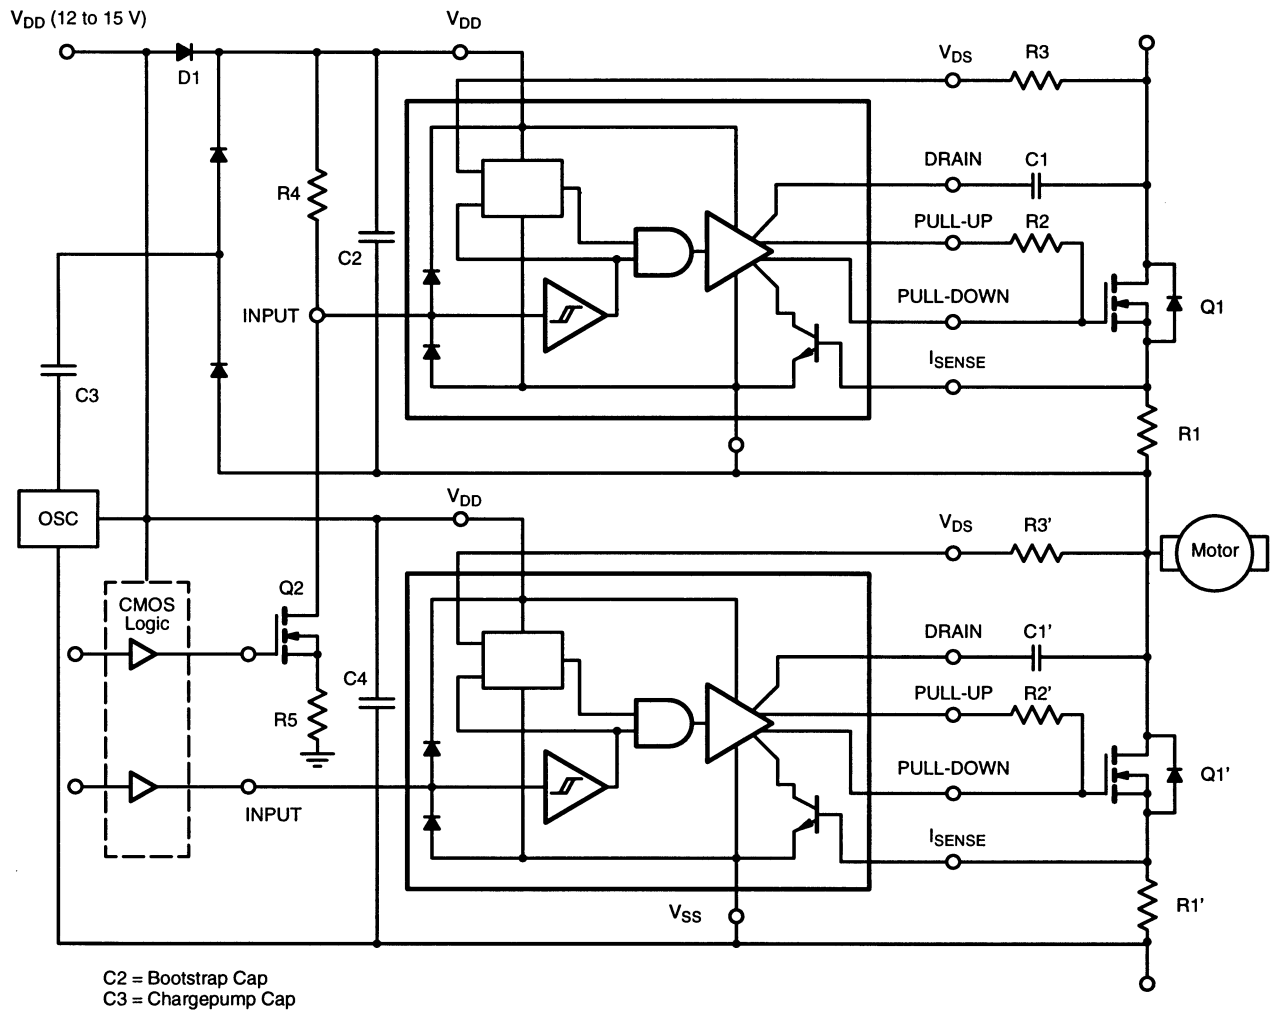 VDD (12 to 15 V)
VDD
D1
VDS
R3
DRAIN
C1
R4
PULL-UP
R2
C2
PULL-DOWN
INPUT
Q1
ISENSE
C3
R1
VDD
OSC
VDS
R3'
Motor
Q2
CMOS
Logic
DRAIN
C1'
C4
PULL-UP
R2'
R5
PULL-DOWN
Q1'
INPUT
ISENSE
VSS
R1'
C2 = Bootstrap Cap
C3 = Chargepump Cap